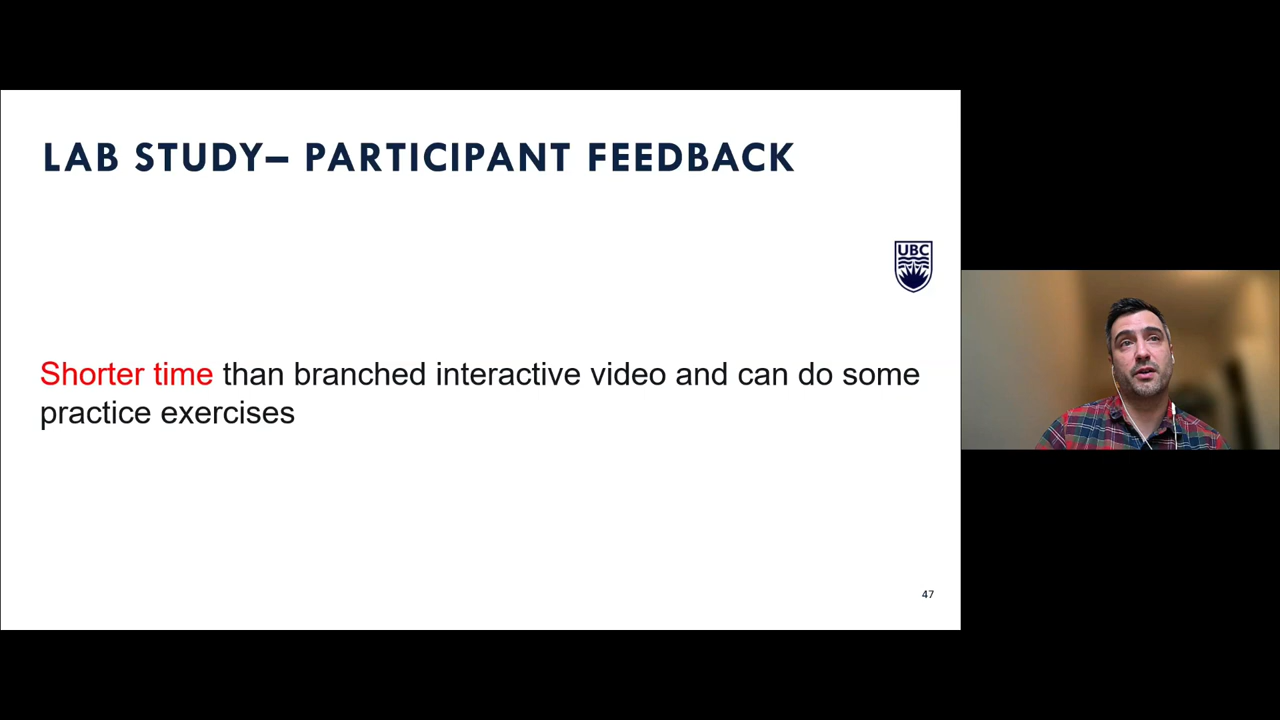 LAB STUDY– PARTICIPANT FEEDBACK
UBC
Shorter time than branched interactive video and can do some
practice exercises
47